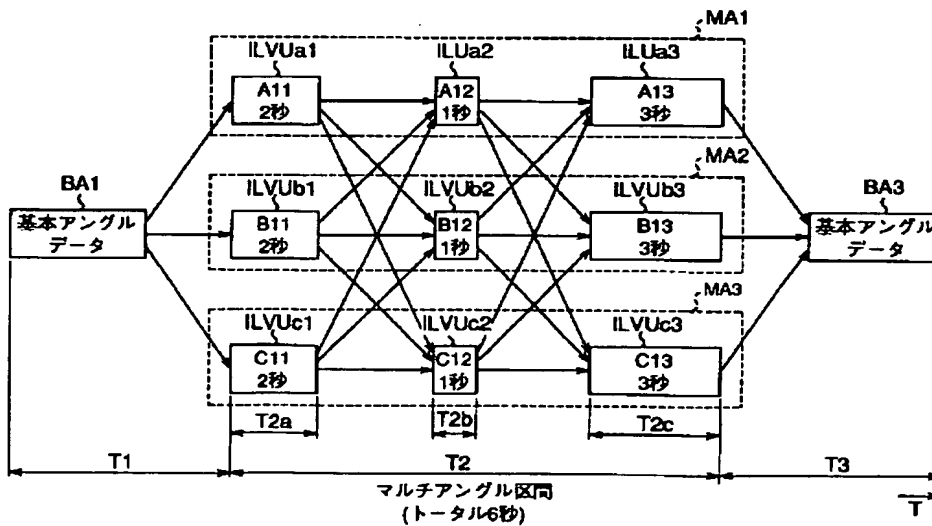 MA1
ILVUa1
ILUa2
ILUa3
A11
2秒
A12
1秒
A13
3秒
MA2
BA1
ILVUb1
ILVUb2
ILVUb3
BA3
基本アングル
データ
B11
2秒
B12
1秒
B13
3秒
基本アングル
データ
MA3
ILVUc1
ILVUc2
ILVUc3
C11
2秒
C12
1秒
C13
3秒
T2a
T2b
T2c
T1
T2
T3
マルチアングル区間
(トータル6秒)
T